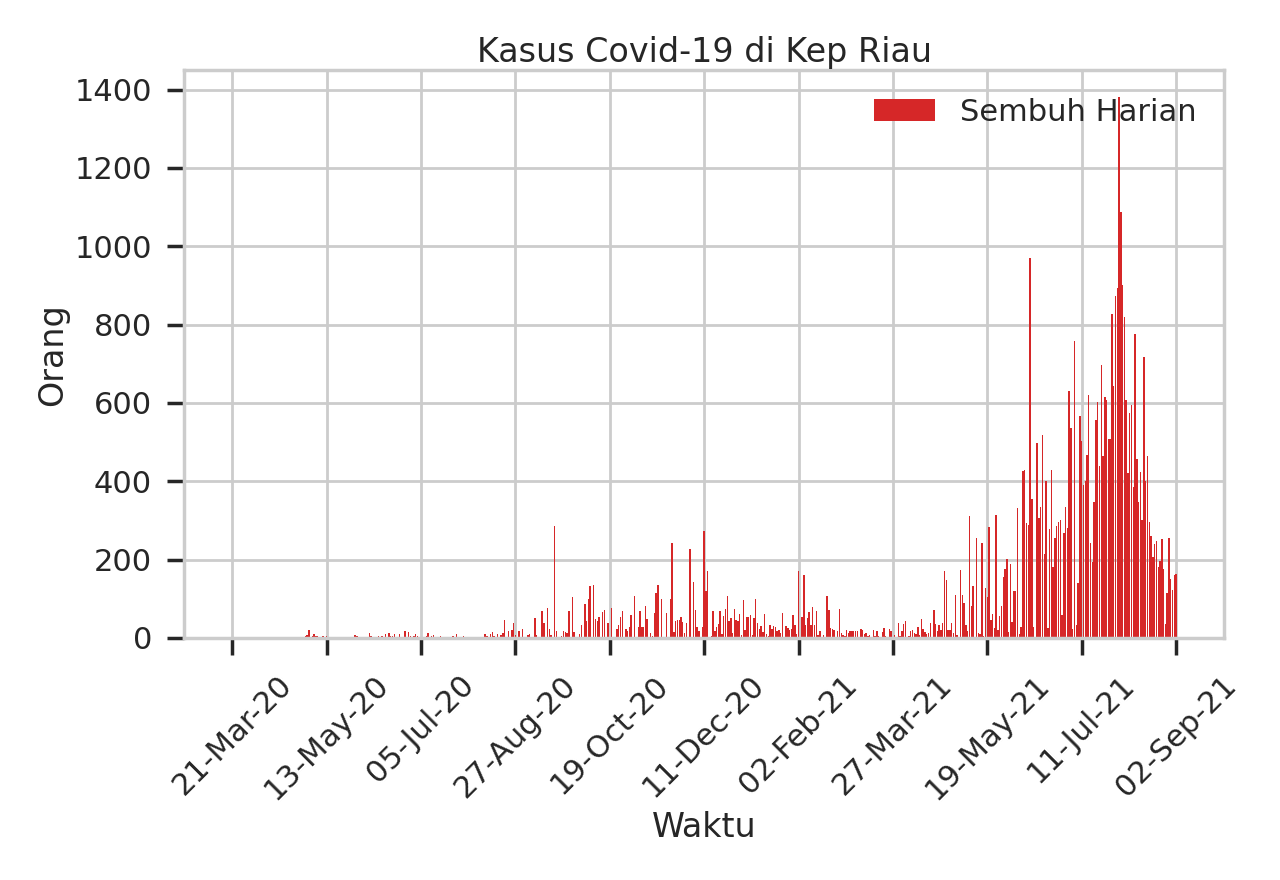 Kasus Covid-19 di Kep Riau
Sembuh Harian
1400
1200
1000
800
600
400
200
0
Orang
21-Mar-20
13-May-20
05-Jul-20
27-Aug-20
19-Oct-20
11-Dec-20
02-Feb-21
27-Mar-21
19-May-21
11-Jul-21
02-Sep-21
Waktu